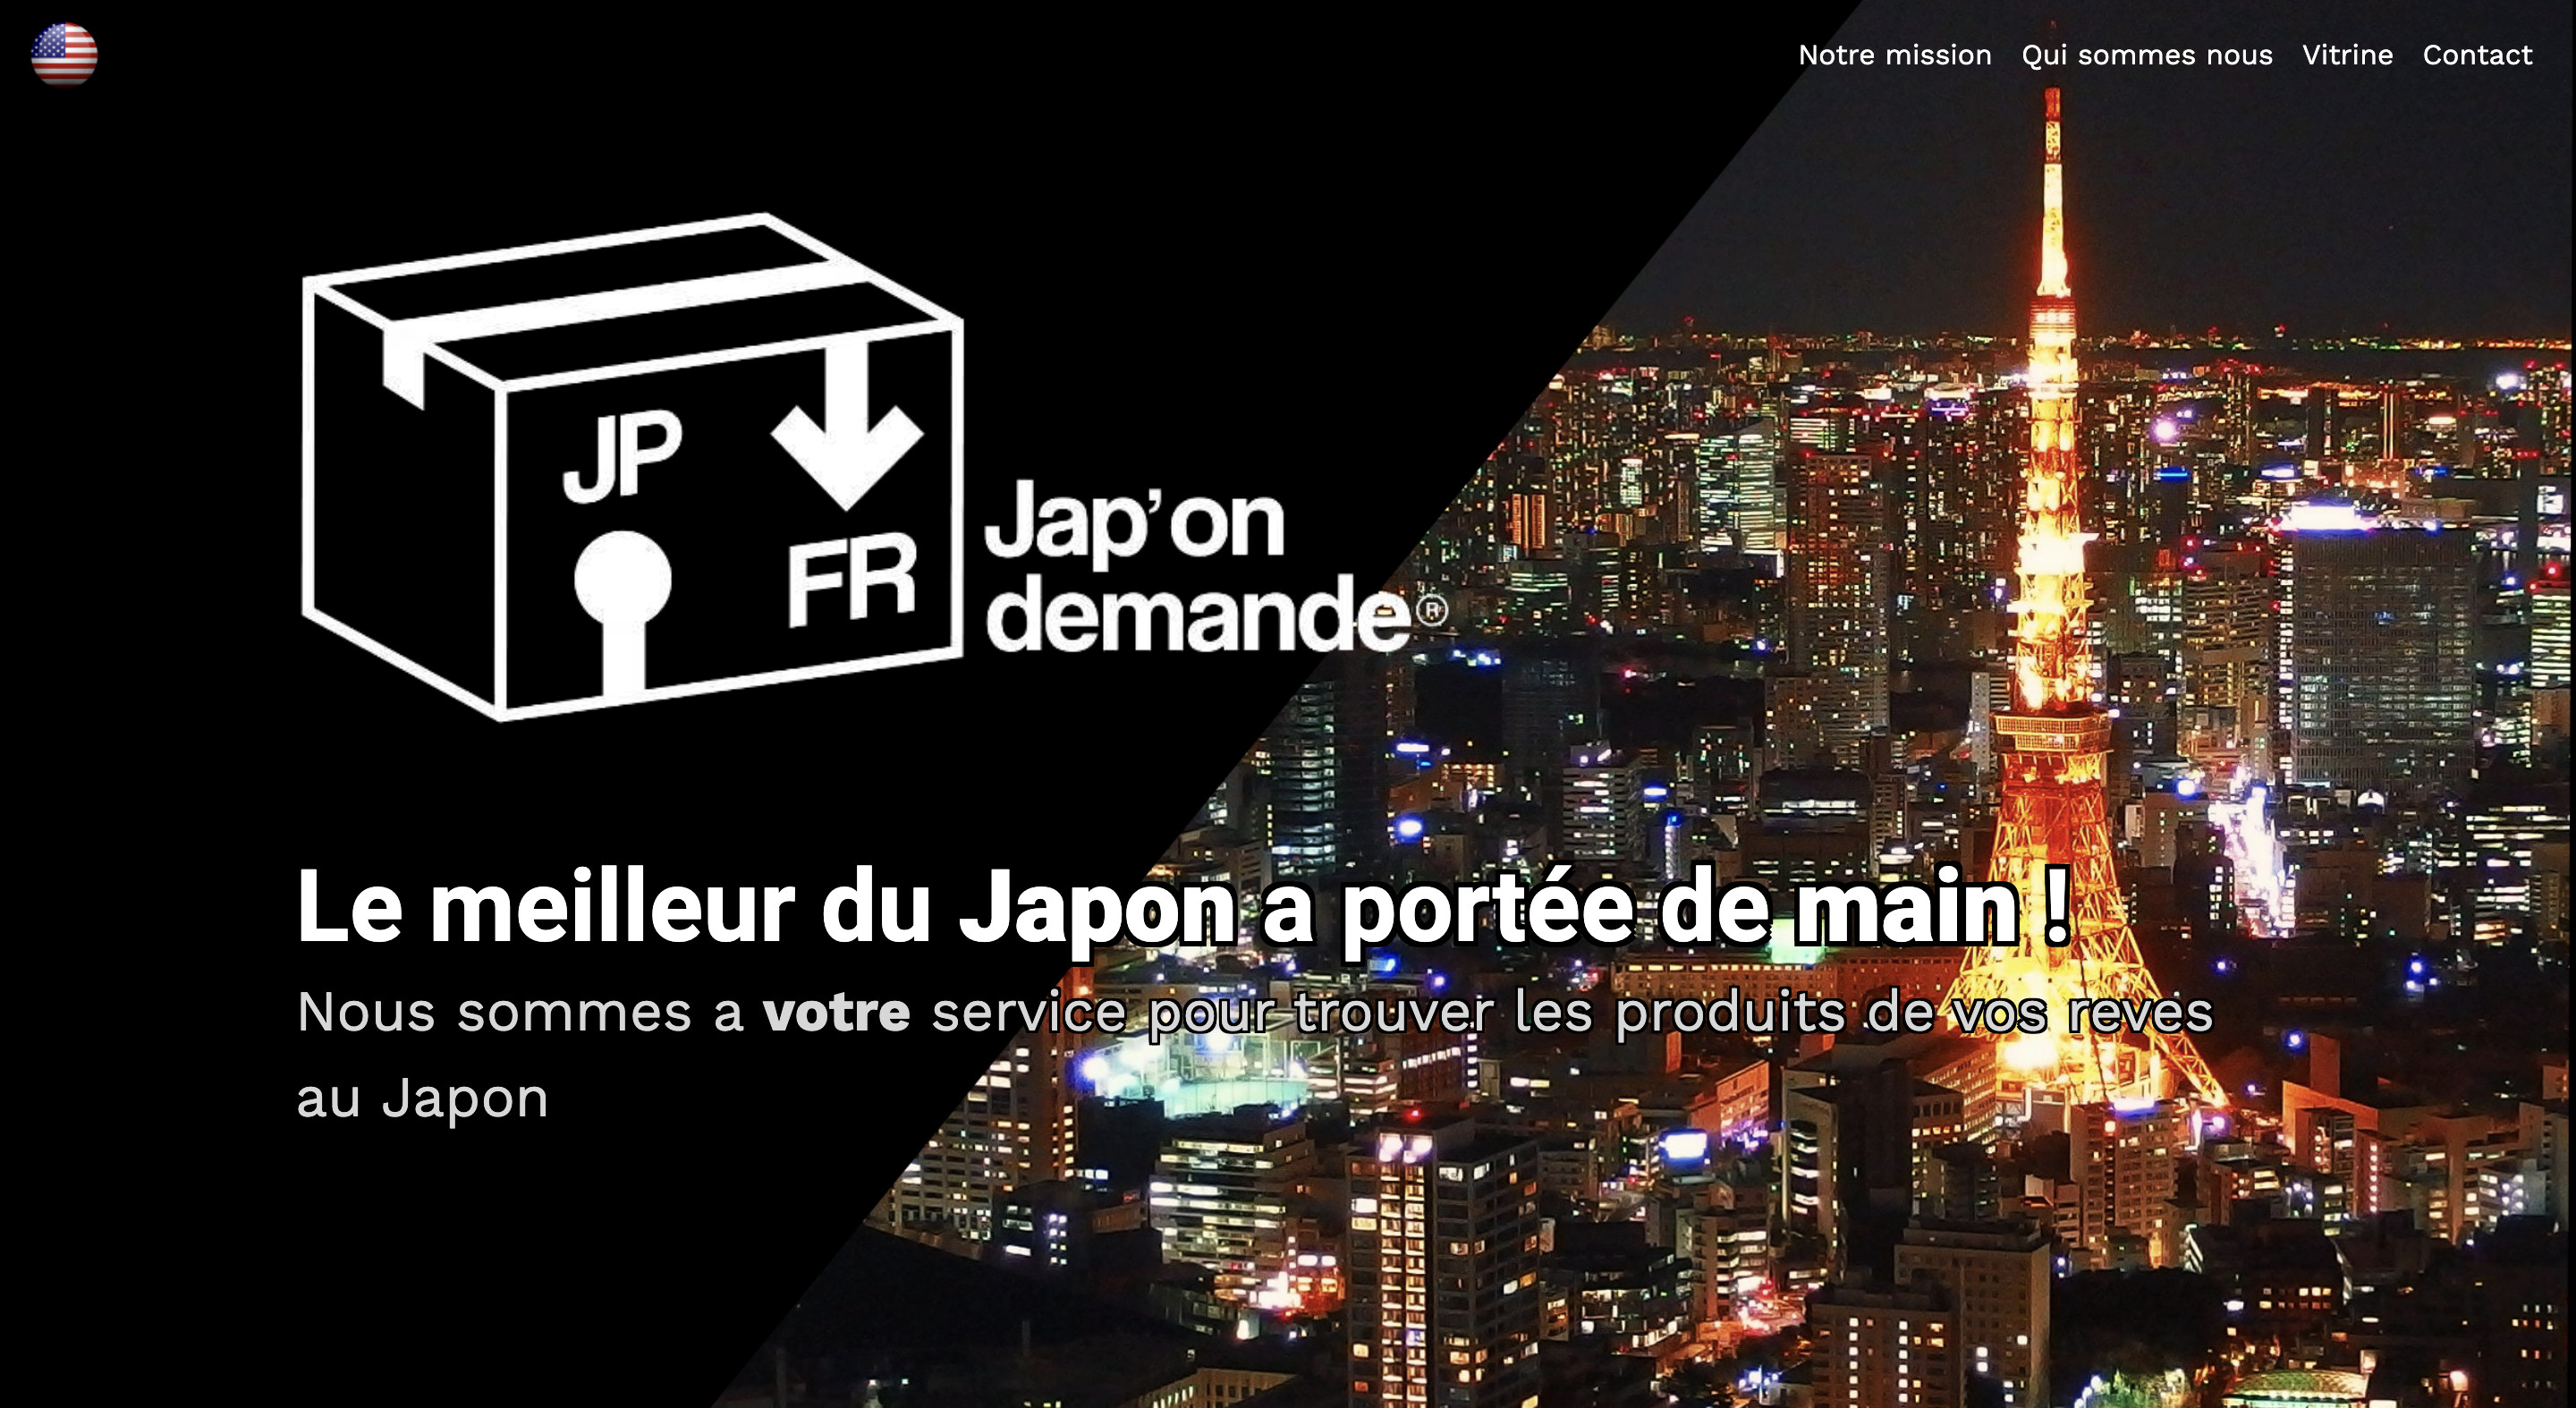 Notre mission Qui sommes nous Vitrine Contact
JP
FR
Jap’on
demande®
Le meilleur du Japon a portée de main !
Nous sommes a votre service pour trouver les produits de vos reves
au Japon